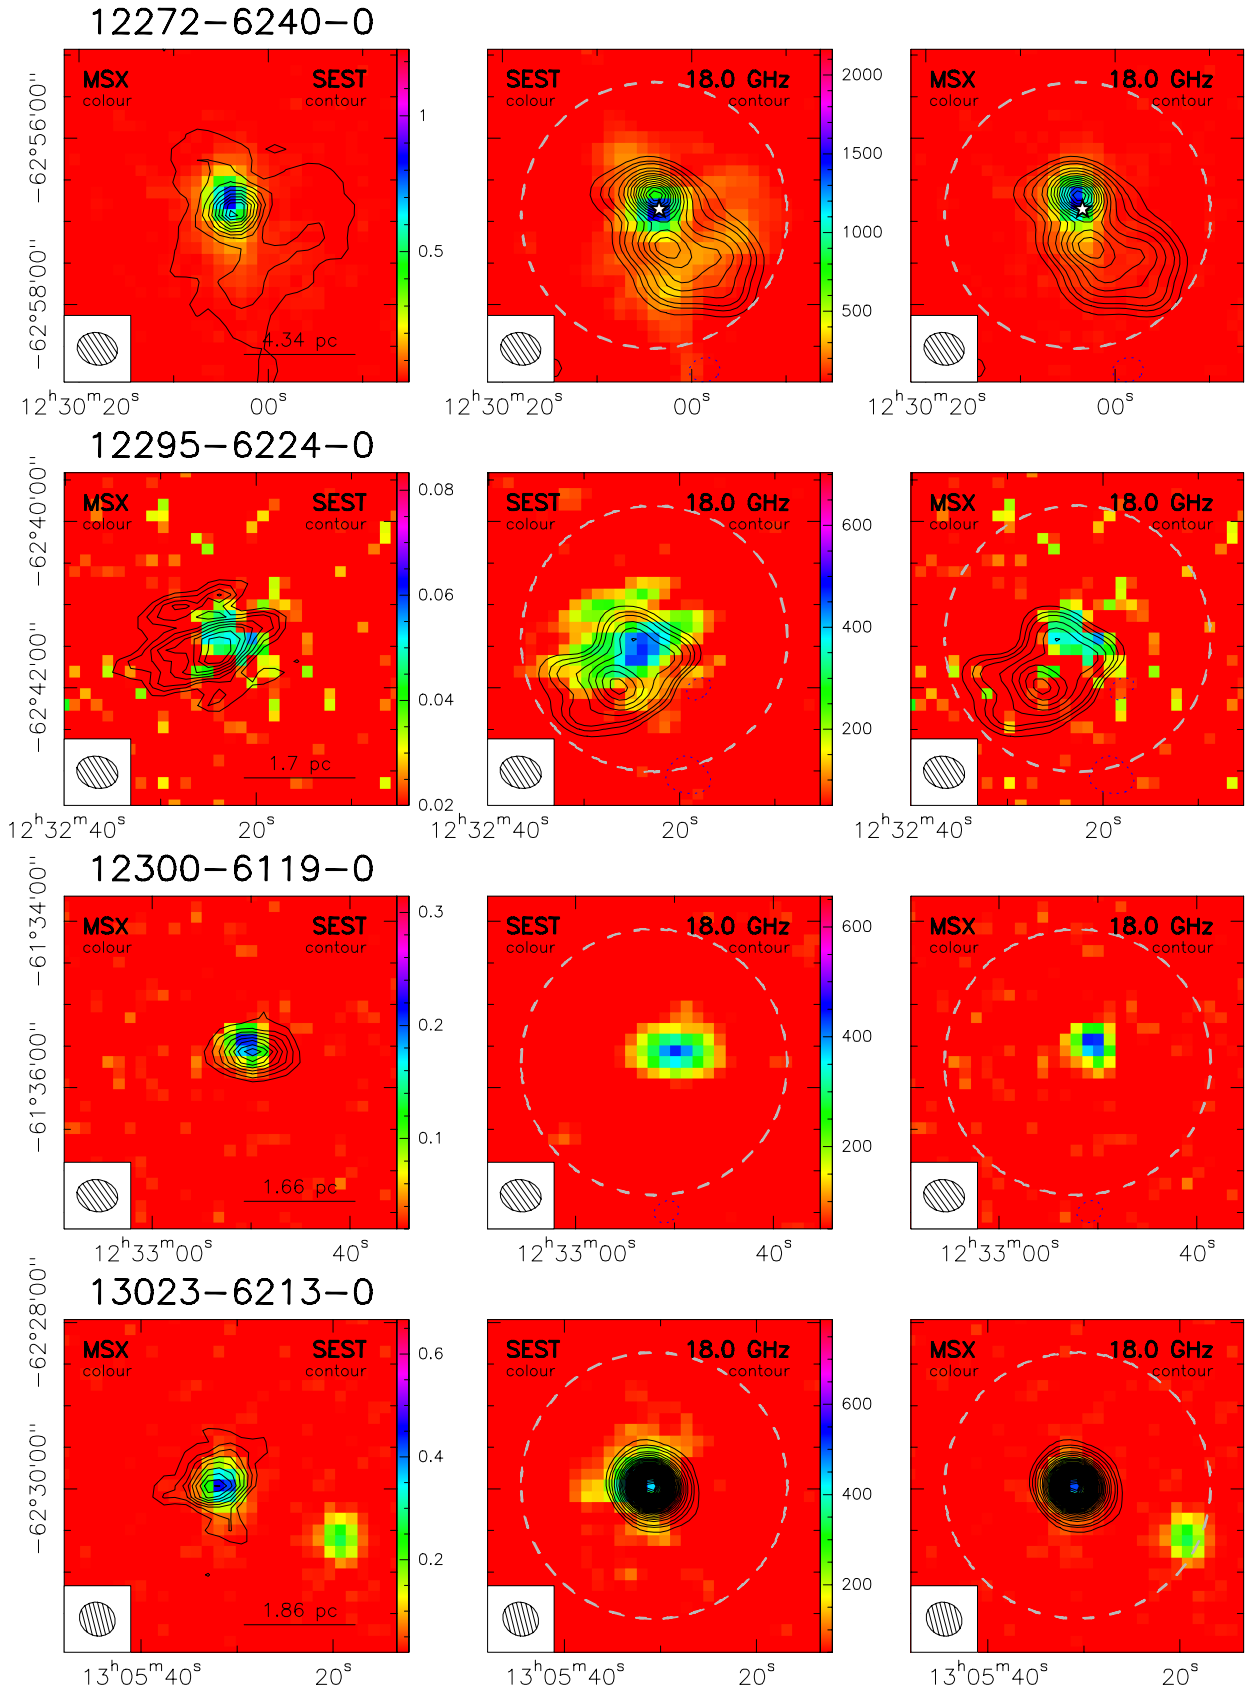 12272-6240-0
MSX SEST SEST 18.0 GHz MSX 18.0 GHz
colour contour colour contour colour contour
-62°56'00''
-62°58'00''
1
0.5
4.34 pc
2000
1500
1000
500
12ʰ30ᵐ20ˢ 00ˢ 12ʰ30ᵐ20ˢ 00ˢ 12ʰ30ᵐ20ˢ 00ˢ
12295-6224-0
MSX SEST SEST 18.0 GHz MSX 18.0 GHz
colour contour colour contour colour contour
-62°40'00''
-62°42'00''
0.08
0.06
0.04
0.02
1.7 pc
600
400
200
12ʰ32ᵐ40ˢ 20ˢ 12ʰ32ᵐ40ˢ 20ˢ 12ʰ32ᵐ40ˢ 20ˢ
12300-6119-0
MSX SEST SEST 18.0 GHz MSX 18.0 GHz
colour contour colour contour colour contour
-61°34'00''
-61°36'00''
0.3
0.2
0.1
1.66 pc
600
400
200
12ʰ33ᵐ00ˢ 40ˢ 12ʰ33ᵐ00ˢ 40ˢ 12ʰ33ᵐ00ˢ 40ˢ
13023-6213-0
MSX SEST SEST 18.0 GHz MSX 18.0 GHz
colour contour colour contour colour contour
-62°28'00''
-62°30'00''
0.6
0.4
0.2
1.86 pc
600
400
200
13ʰ05ᵐ40ˢ 20ˢ 13ʰ05ᵐ40ˢ 20ˢ 13ʰ05ᵐ40ˢ 20ˢ